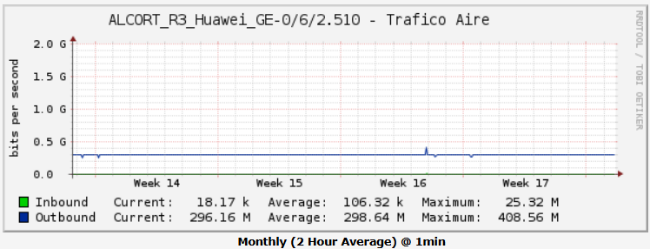 ALCORT_R3_Huawei_GE-0/6/2.510 - Trafico Aire
RRDTOOL / TOBI OETIKER
bits per second
2.0 G
1.5 G
1.0 G
0.5 G
0.0
Week 14 Week 15 Week 16 Week 17
Inbound Current: 18.17 k Average: 106.32 k Maximum: 25.32 M
Outbound Current: 296.16 M Average: 298.64 M Maximum: 408.56 M
Monthly (2 Hour Average) @ 1min